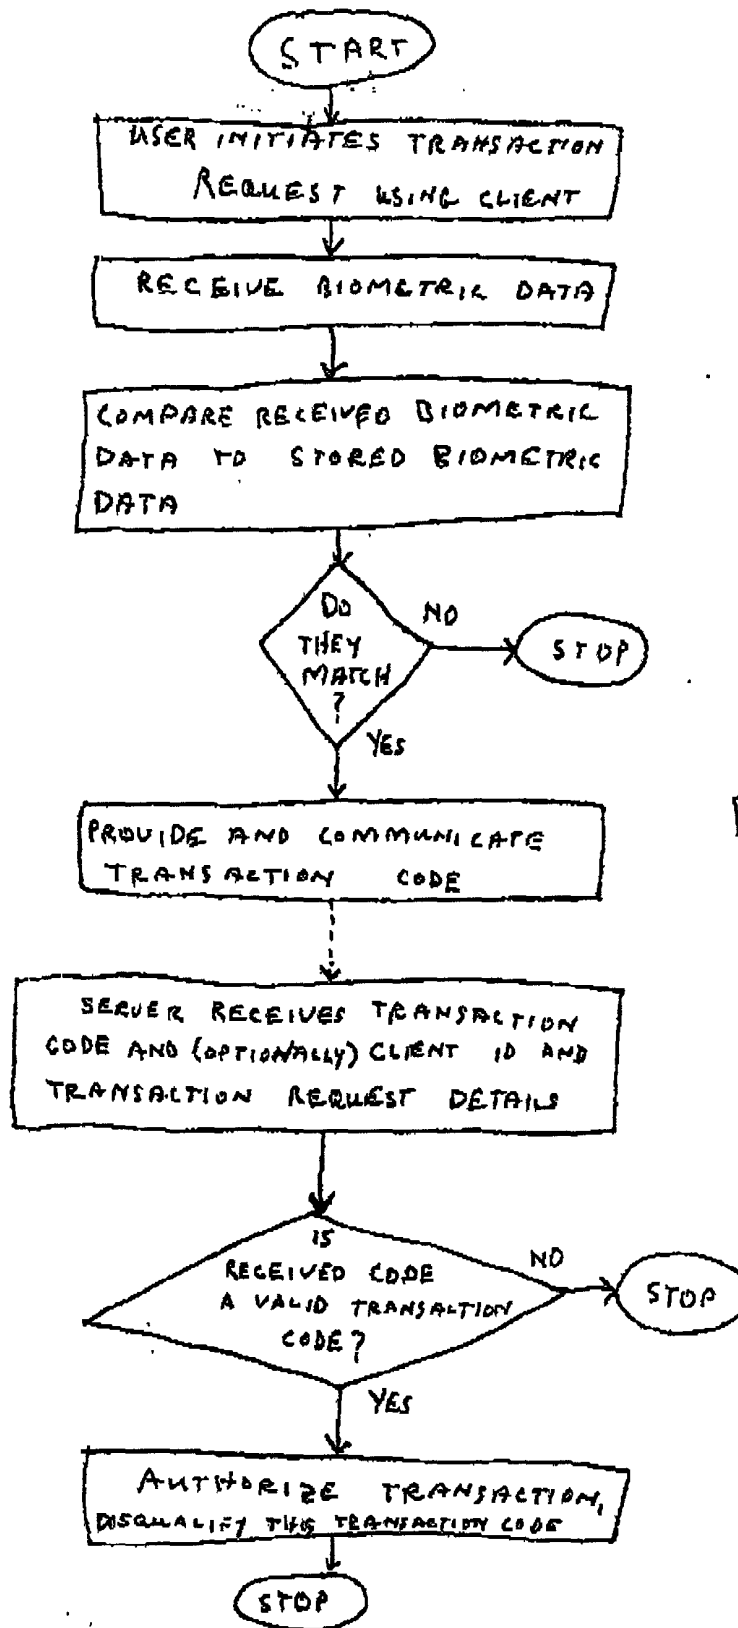 START
USER INITIATES TRANSACTION
REQUEST USING CLIENT
RECEIVE BIOMETRIC DATA
COMPARE RECEIVED BIOMETRIC
DATA TO STORED BIOMETRIC
DATA
DO
THEY
MATCH
?
NO
STOP
YES
PROVIDE AND COMMUNICATE
TRANSACTION CODE
SERVER RECEIVES TRANSACTION
CODE AND (OPTIONALLY) CLIENT ID AND
TRANSACTION REQUEST DETAILS
IS
RECEIVED CODE
A VALID TRANSACTION
CODE?
NO
STOP
YES
AUTHORIZE TRANSACTION,
DISQUALIFY THIS TRANSACTION CODE
STOP